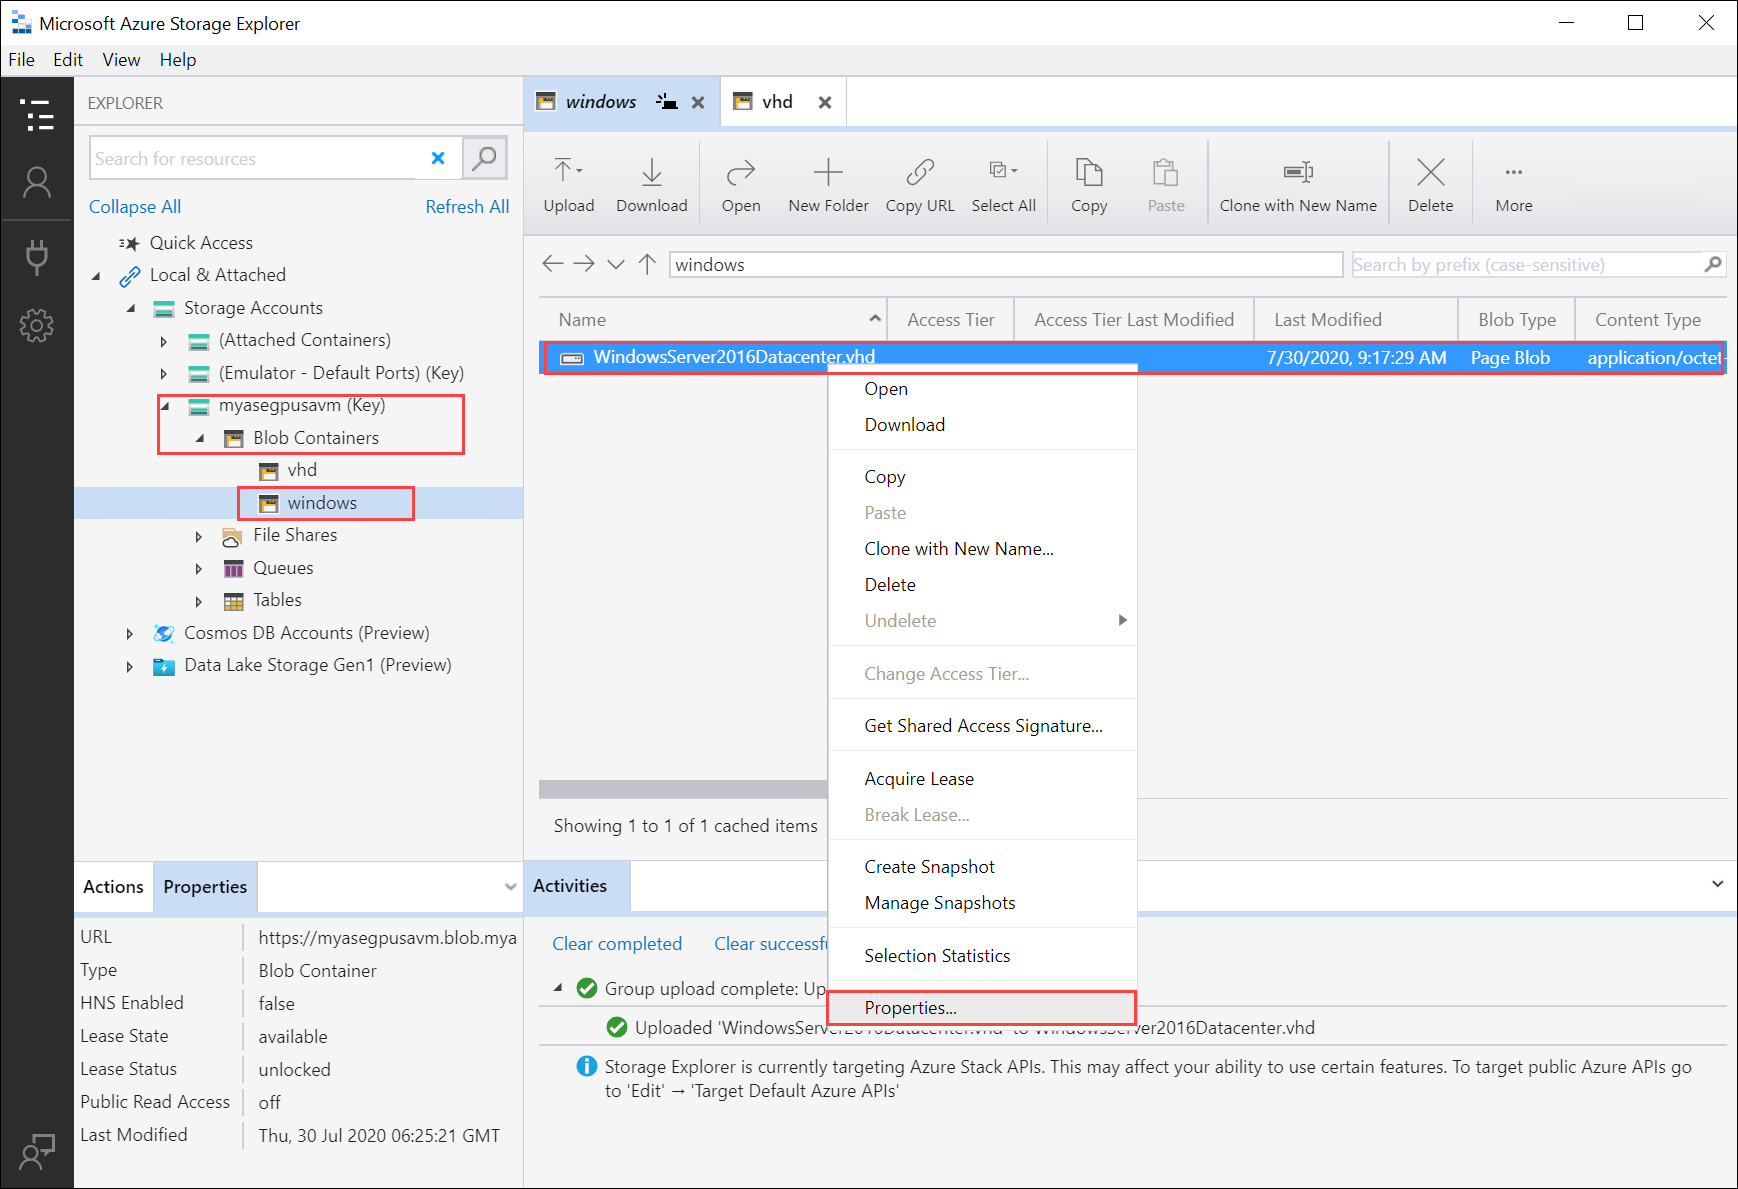 Microsoft Azure Storage Explorer
File Edit View Help
EXPLORER
Search for resources
Collapse All Refresh All
Quick Access
Local & Attached
Storage Accounts
(Attached Containers)
(Emulator - Default Ports) (Key)
myasegpusavm (Key)
Blob Containers
vhd
windows
File Shares
Queues
Tables
Cosmos DB Accounts (Preview)
Data Lake Storage Gen1 (Preview)
Actions Properties
URL https://myasegpusavm.blob.mya
Type Blob Container
HNS Enabled false
Lease State available
Lease Status unlocked
Public Read Access off
Last Modified Thu, 30 Jul 2020 06:25:21 GMT
windows vhd
Upload Download Open New Folder Copy URL Select All Copy Paste Clone with New Name Delete More
windows Search by prefix (case-sensitive)
Name Access Tier Access Tier Last Modified Last Modified Blob Type Content Type
WindowsServer2016Datacenter.vhd 7/30/2020, 9:17:29 AM Page Blob application/octet-
Open
Download
Copy
Paste
Clone with New Name...
Delete
Undelete
Change Access Tier...
Get Shared Access Signature...
Acquire Lease
Break Lease...
Create Snapshot
Manage Snapshots
Selection Statistics
Properties...
Showing 1 to 1 of 1 cached items
Activities
Clear completed Clear successfu
Group upload complete: Up
Uploaded 'WindowsServer2016Datacenter.vhd' to 'WindowsServer2016Datacenter.vhd
Storage Explorer is currently targeting Azure Stack APIs. This may affect your ability to use certain features. To target public Azure APIs go
to 'Edit' → 'Target Default Azure APIs'